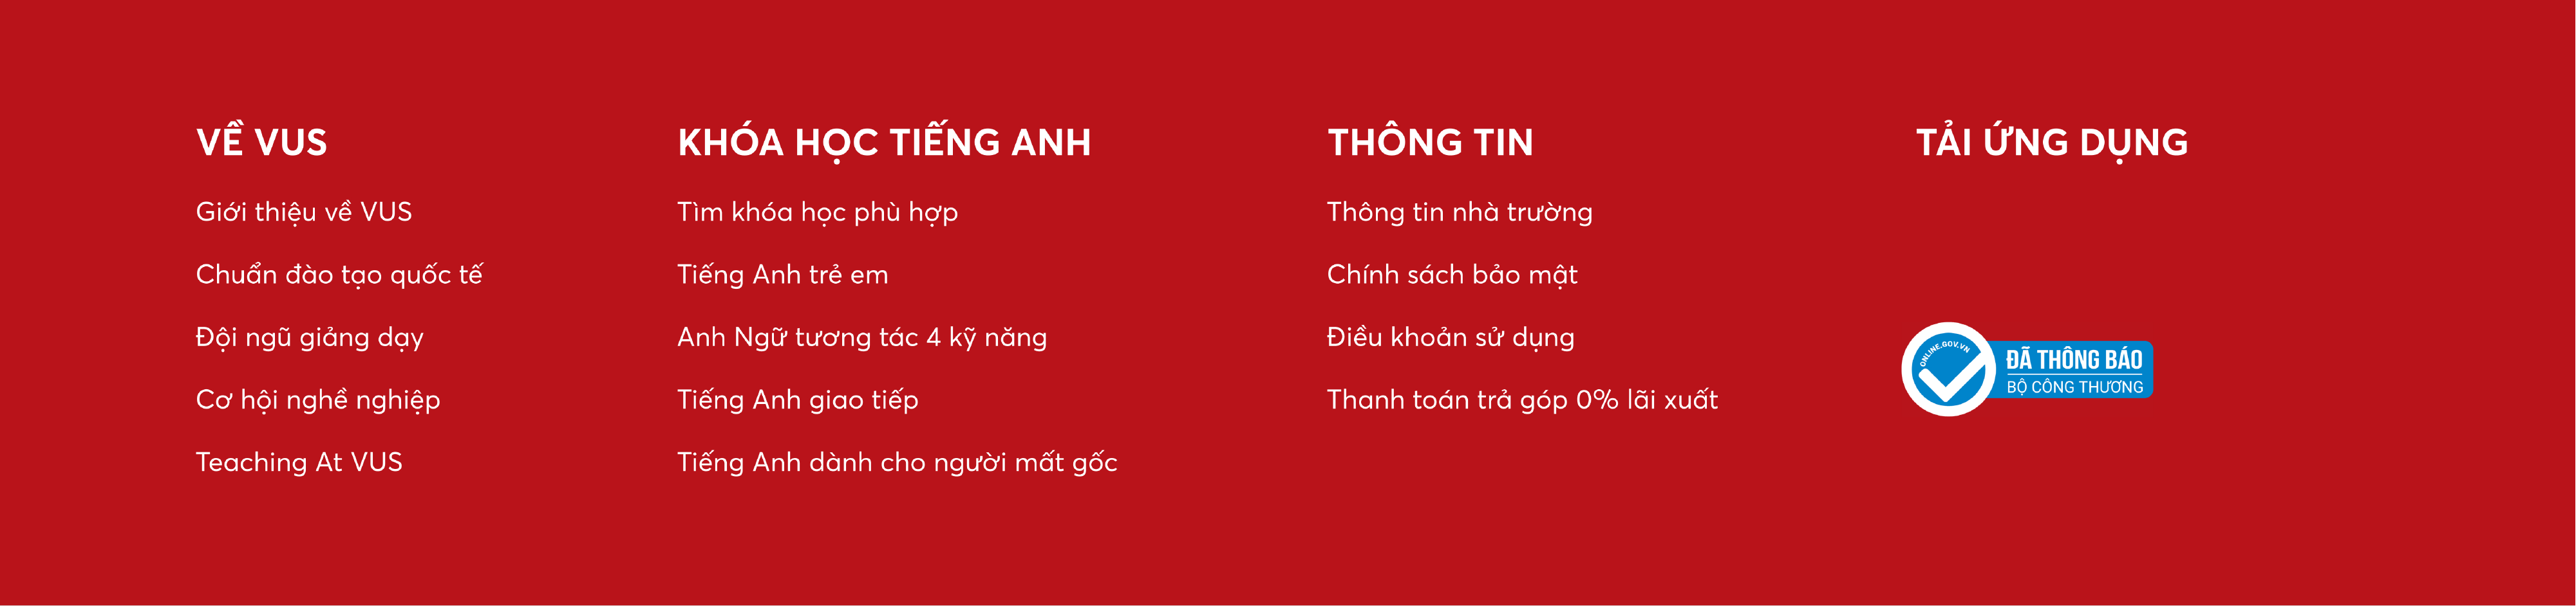 VỀ VUS
Giới thiệu về VUS
Chuẩn đào tạo quốc tế
Đội ngũ giảng dạy
Cơ hội nghề nghiệp
Teaching At VUS
KHÓA HỌC TIẾNG ANH
Tìm khóa học phù hợp
Tiếng Anh trẻ em
Anh Ngữ tương tác 4 kỹ năng
Tiếng Anh giao tiếp
Tiếng Anh dành cho người mất gốc
THÔNG TIN
Thông tin nhà trường
Chính sách bảo mật
Điều khoản sử dụng
Thanh toán trả góp 0% lãi xuất
TẢI ỨNG DỤNG
ONLINE.GOV.VN
ĐÃ THÔNG BÁO
BỘ CÔNG THƯƠNG